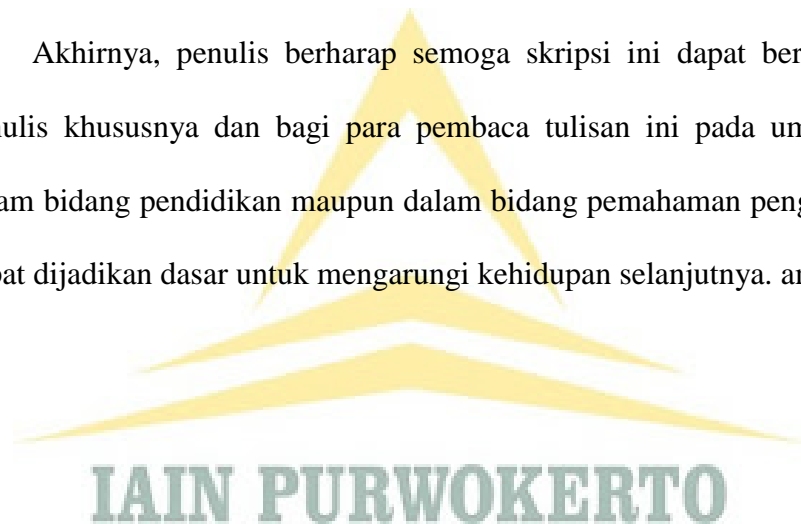 Akhirnya, penulis berharap semoga skripsi ini dapat ber
nulis khususnya dan bagi para pembaca tulisan ini pada um
am bidang pendidikan maupun dalam bidang pemahaman peng
at dijadikan dasar untuk mengarungi kehidupan selanjutnya. a
IAIN PURWOKERTO